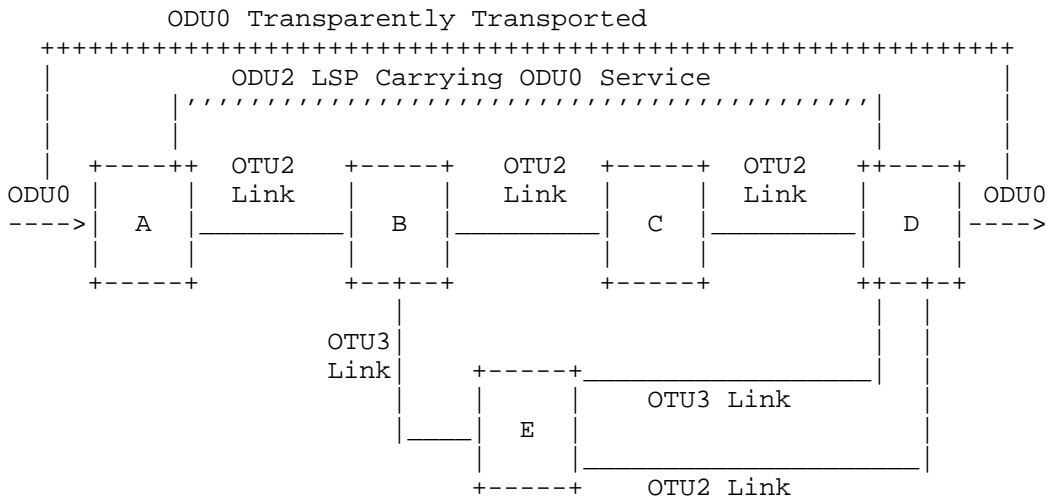 ODU0 Transparently Transported
ODU2 LSP Carrying ODU0 Service
OTU2 OTU2 OTU2
ODU0 Link Link Link ODU0
A B C D
OTU3
Link
OTU3 Link
E
OTU2 Link